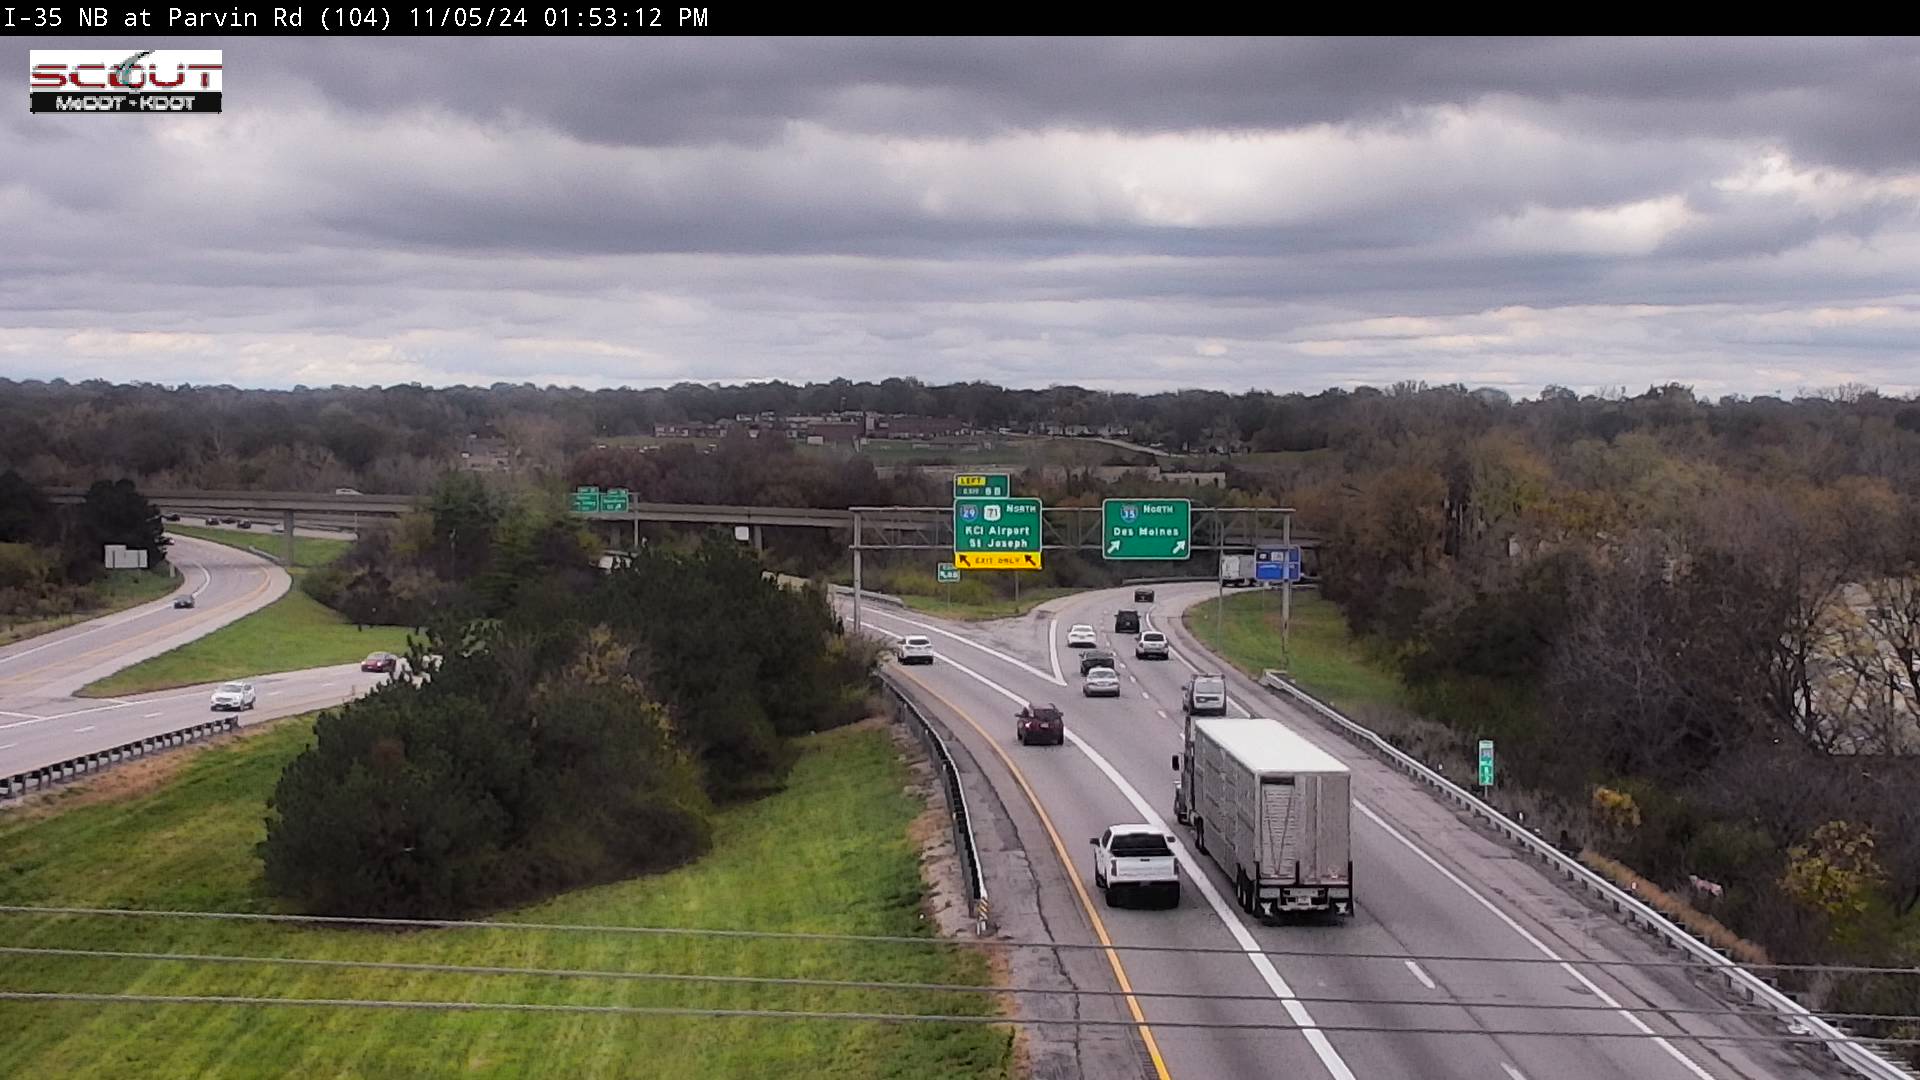 I-35 NB at Parvin Rd (104) 11/05/24 01:53:12 PM
SCOUT
MoDOT - KDOT
LEFT
EXIT 8B
29 71 NORTH
KCI Airport
St Joseph
EXIT ONLY
35 NORTH
Des Moines